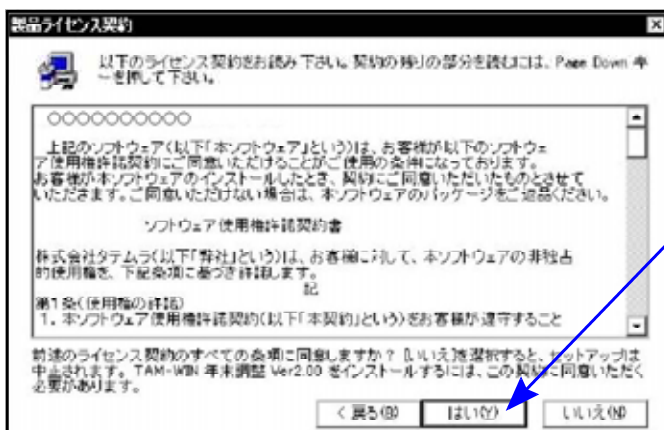 製品ライセンス契約
以下のライセンス契約をお読み下さい。契約の残りの部分を読むには、Page Down キ
ーを押して下さい。
○○○○○○○○○○
上記のソフトウェア(以下「本ソフトウェア」という)は、お客様が以下のソフトウェ
ア使用権許諾契約にご同意いただけることがご使用の条件になっております。
お客様が本ソフトウェアのインストールしたとき、契約にご同意いただいたものとさせて
いただきます。ご同意いただけない場合は、本ソフトウェアのパッケージをご返品ください。
ソフトウェア使用権許諾契約書
株式会社タテムラ(以下「弊社」という)は、お客様に対して、本ソフトウェアの非独占
的使用権を、下記条項に基づき許諾します。
記
第1条(使用権の許諾)
1. 本ソフトウェア使用権許諾契約(以下「本契約」という)をお客様が遵守すること
前述のライセンス契約のすべての条項に同意しますか? [いいえ]を選択すると、セットアップは
中止されます。TAM-WIN 年末調整 Ver2.00 をインストールするには、この契約に同意いただく
必要があります。
< 戻る(B) はい(Y) いいえ(N)